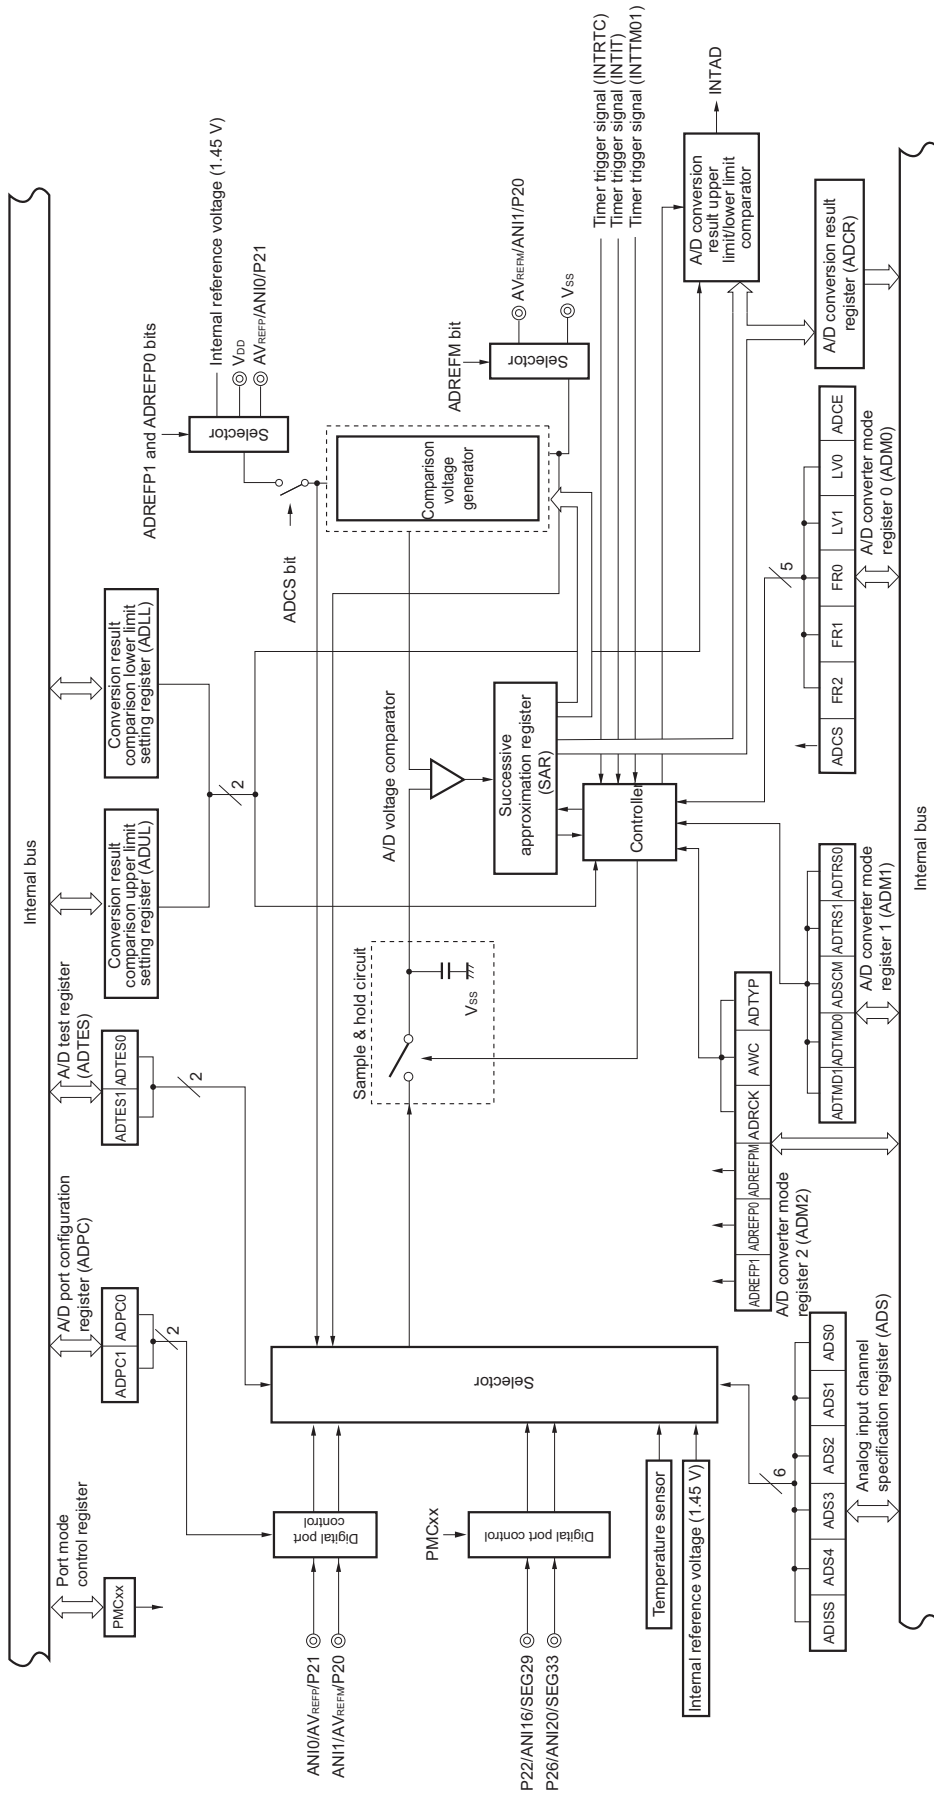 Internal bus
Port mode
control register
PMCxx
A/D port configuration
register (ADPC)
ADPC1
ADPC0
2
A/D test register
(ADTES)
ADTES1
ADTES0
2
Conversion result
comparison upper limit
setting register (ADUL)
Conversion result
comparison lower limit
setting register (ADLL)
2
ADREFP1 and ADREFP0 bits
Selector
Internal reference voltage (1.45 V)
VDD
AVREFP/ANI0/P21
ADCS bit
Comparison
voltage
generator
ADREFM bit
Selector
AVREFM/ANI1/P20
VSS
ANI0/AVREFP/P21
ANI1/AVREFM/P20
Digital port
control
P22/ANI16/SEG29
P26/ANI20/SEG33
PMCxx
Digital port control
Temperature sensor
Internal reference voltage (1.45 V)
Selector
Sample & hold circuit
VSS
A/D voltage comparator
Successive
approximation register
(SAR)
Controller
Timer trigger signal (INTRTC)
Timer trigger signal (INTIT)
Timer trigger signal (INTTM01)
A/D conversion
result upper
limit/lower limit
comparator
INTAD
A/D conversion result
register (ADCR)
6
ADISS
ADS4
ADS3
ADS2
ADS1
ADS0
Analog input channel
specification register (ADS)
ADREFP1
ADREFP0
ADREFPM
ADRCK
AWC
ADTYP
A/D converter mode
register 2 (ADM2)
ADTMD1
ADTMD0
ADSCM
ADTRS1
ADTRS0
A/D converter mode
register 1 (ADM1)
5
ADCS
FR2
FR1
FR0
LV1
LV0
ADCE
A/D converter mode
register 0 (ADM0)
Internal bus